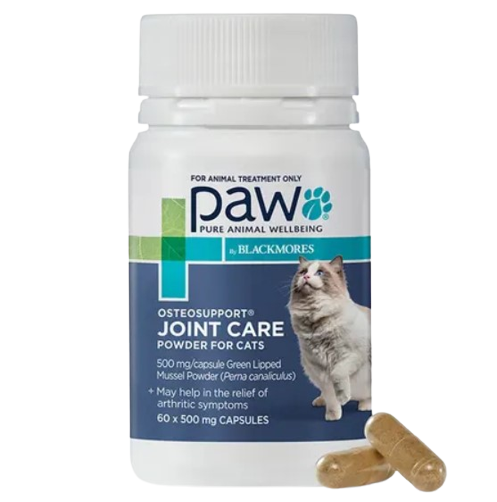 FOR ANIMAL TREATMENT ONLY
paw
PURE ANIMAL WELLBEING
By BLACKMORES
OSTEOSUPPORT®
JOINT CARE
POWDER FOR CATS
500 mg/capsule Green Lipped
Mussel Powder (Perna canaliculus)
+ May help in the relief of
arthritic symptoms
60 x 500 mg CAPSULES